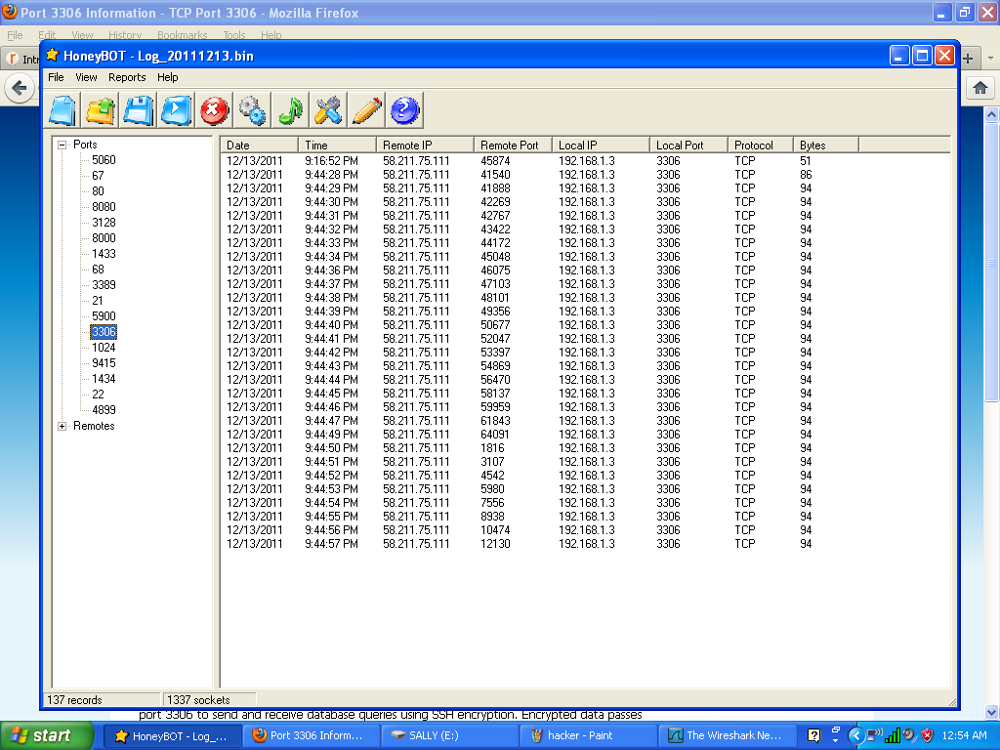 Port 3306 Information - TCP Port 3306 - Mozilla Firefox
File Edit View History Bookmarks Tools Help
Intr
HoneyBOT - Log_20111213.bin
File View Reports Help
Ports
5060
67
80
8080
3128
8000
1433
68
3389
21
5900
3306
1024
9415
1434
22
4899
Remotes
Date Time Remote IP Remote Port Local IP Local Port Protocol Bytes
12/13/2011 9:16:52 PM 58.211.75.111 45874 192.168.1.3 3306 TCP 51
12/13/2011 9:44:28 PM 58.211.75.111 41540 192.168.1.3 3306 TCP 86
12/13/2011 9:44:29 PM 58.211.75.111 41888 192.168.1.3 3306 TCP 94
12/13/2011 9:44:30 PM 58.211.75.111 42269 192.168.1.3 3306 TCP 94
12/13/2011 9:44:31 PM 58.211.75.111 42767 192.168.1.3 3306 TCP 94
12/13/2011 9:44:32 PM 58.211.75.111 43422 192.168.1.3 3306 TCP 94
12/13/2011 9:44:33 PM 58.211.75.111 44172 192.168.1.3 3306 TCP 94
12/13/2011 9:44:34 PM 58.211.75.111 45048 192.168.1.3 3306 TCP 94
12/13/2011 9:44:36 PM 58.211.75.111 46075 192.168.1.3 3306 TCP 94
12/13/2011 9:44:37 PM 58.211.75.111 47103 192.168.1.3 3306 TCP 94
12/13/2011 9:44:38 PM 58.211.75.111 48101 192.168.1.3 3306 TCP 94
12/13/2011 9:44:39 PM 58.211.75.111 49356 192.168.1.3 3306 TCP 94
12/13/2011 9:44:40 PM 58.211.75.111 50677 192.168.1.3 3306 TCP 94
12/13/2011 9:44:41 PM 58.211.75.111 52047 192.168.1.3 3306 TCP 94
12/13/2011 9:44:42 PM 58.211.75.111 53397 192.168.1.3 3306 TCP 94
12/13/2011 9:44:43 PM 58.211.75.111 54869 192.168.1.3 3306 TCP 94
12/13/2011 9:44:44 PM 58.211.75.111 56470 192.168.1.3 3306 TCP 94
12/13/2011 9:44:45 PM 58.211.75.111 58137 192.168.1.3 3306 TCP 94
12/13/2011 9:44:46 PM 58.211.75.111 59959 192.168.1.3 3306 TCP 94
12/13/2011 9:44:47 PM 58.211.75.111 61843 192.168.1.3 3306 TCP 94
12/13/2011 9:44:49 PM 58.211.75.111 64091 192.168.1.3 3306 TCP 94
12/13/2011 9:44:50 PM 58.211.75.111 1816 192.168.1.3 3306 TCP 94
12/13/2011 9:44:51 PM 58.211.75.111 3107 192.168.1.3 3306 TCP 94
12/13/2011 9:44:52 PM 58.211.75.111 4542 192.168.1.3 3306 TCP 94
12/13/2011 9:44:53 PM 58.211.75.111 5980 192.168.1.3 3306 TCP 94
12/13/2011 9:44:54 PM 58.211.75.111 7556 192.168.1.3 3306 TCP 94
12/13/2011 9:44:55 PM 58.211.75.111 8938 192.168.1.3 3306 TCP 94
12/13/2011 9:44:56 PM 58.211.75.111 10474 192.168.1.3 3306 TCP 94
12/13/2011 9:44:57 PM 58.211.75.111 12130 192.168.1.3 3306 TCP 94
137 records 1337 sockets
port 3306 to send and receive database queries using SSH encryption. Encrypted data passes
start HoneyBOT - Log_... Port 3306 Inform... SALLY (E:) hacker - Paint The Wireshark Ne... 12:54 AM